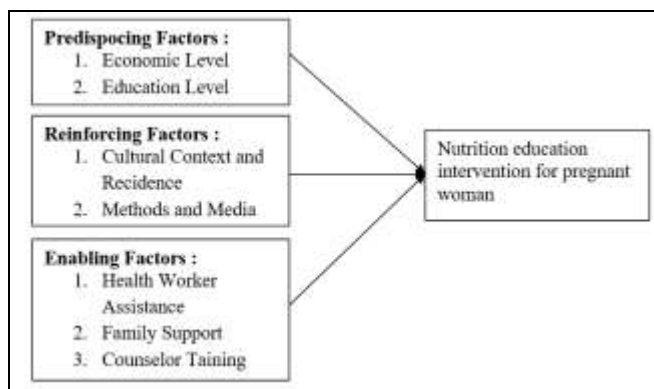 Predispocing Factors :
1. Economic Level
2. Education Level
Reinforcing Factors :
1. Cultural Context and
Recidence
2. Methods and Media
Enabling Factors :
1. Health Worker
Assistance
2. Family Support
3. Counselor Taining
Nutrition education
intervention for pregnant
woman